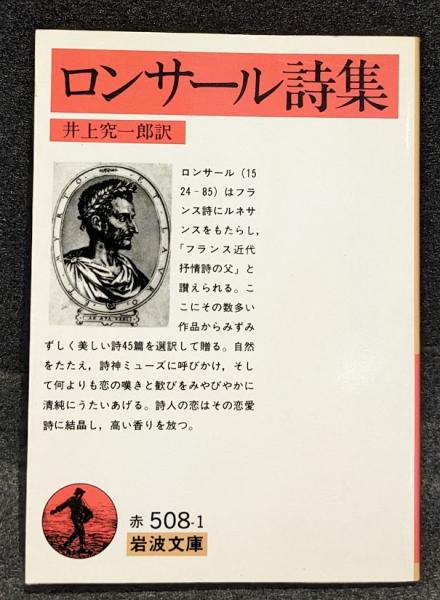 ロンサール詩集
井上究一郎訳
ロンサール(15
24-85)はフラ
ンス詩にルネサ
ンスをもたらし,
「フランス近代
抒情詩の父」と
讃えられる。こ
こにその数多い
作品からみずみ
ずしく美しい詩45篇を選訳して贈る。自然
をたたえ,詩神ミューズに呼びかけ,そし
て何よりも恋の嘆きと歓びをみやびやかに
清純にうたいあげる。詩人の恋はその恋愛
詩に結晶し,高い香りを放つ。
赤 508-1
岩波文庫